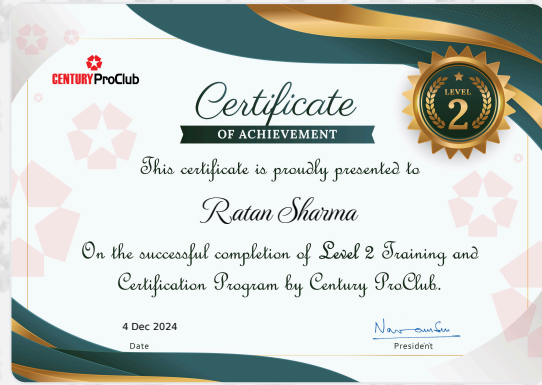 CENTURY ProClub
LEVEL
2
Certificate
OF ACHIEVEMENT
This certificate is proudly presented to
Ratan Sharma
On the successful completion of Level 2 Training and
Certification Program by Century ProClub.
4 Dec 2024
Date
President